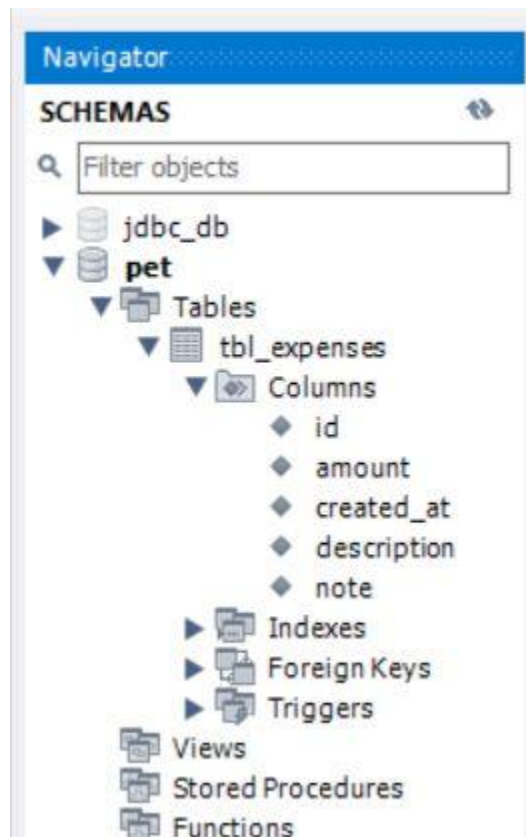 Navigator
SCHEMAS
Filter objects
jdbc_db
pet
Tables
tbl_expenses
Columns
id
amount
created_at
description
note
Indexes
Foreign Keys
Triggers
Views
Stored Procedures
Functions